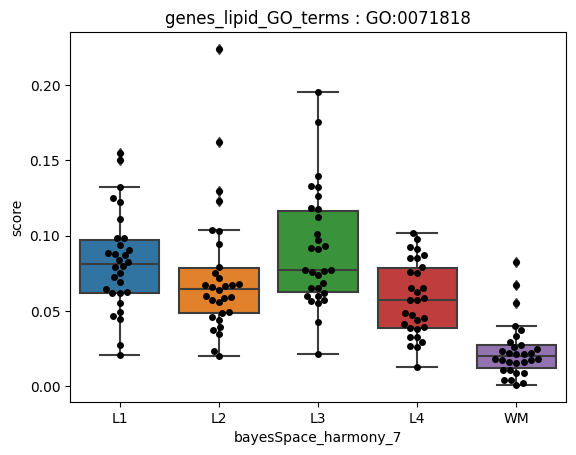 genes_lipid_GO_terms : GO:0071818
score
0.20
0.15
0.10
0.05
0.00
L1 L2 L3 L4 WM
bayesSpace_harmony_7